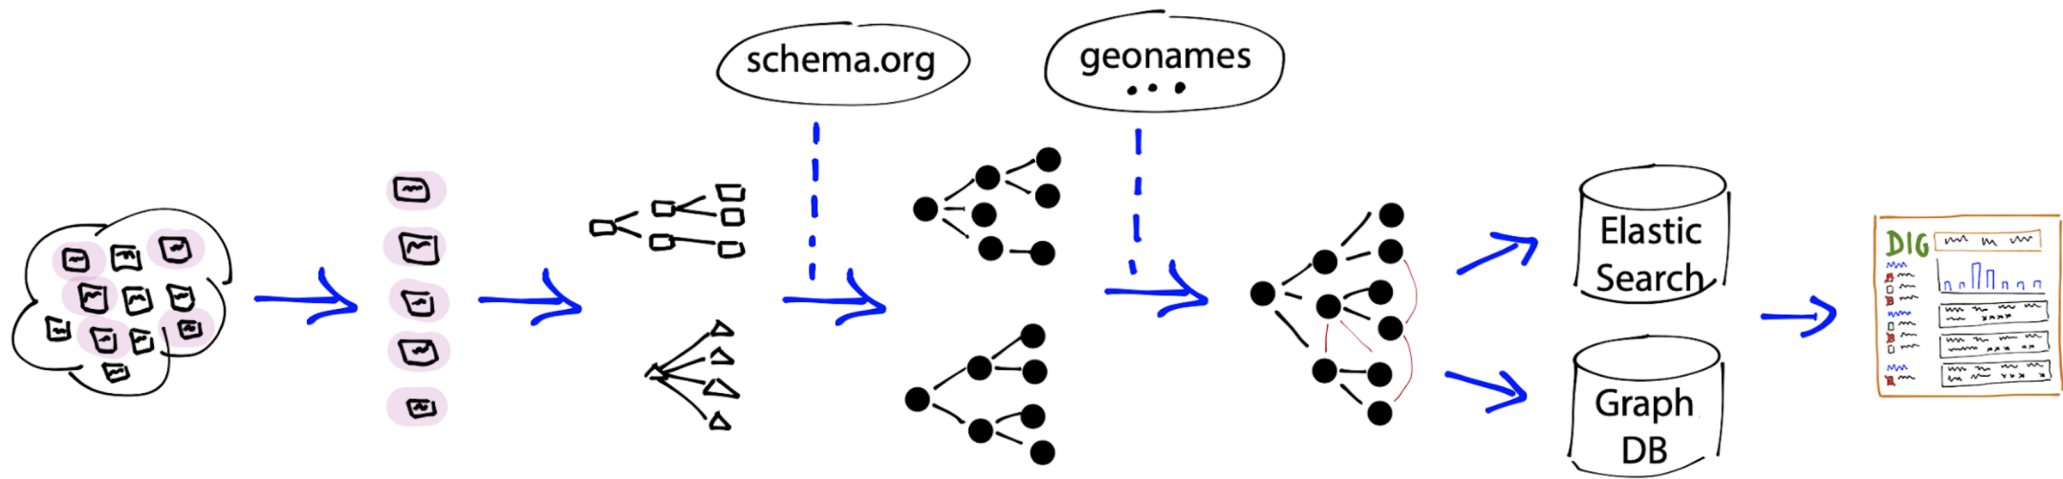 schema.org
geonames
...
Elastic
Search
Graph
DB
DIG